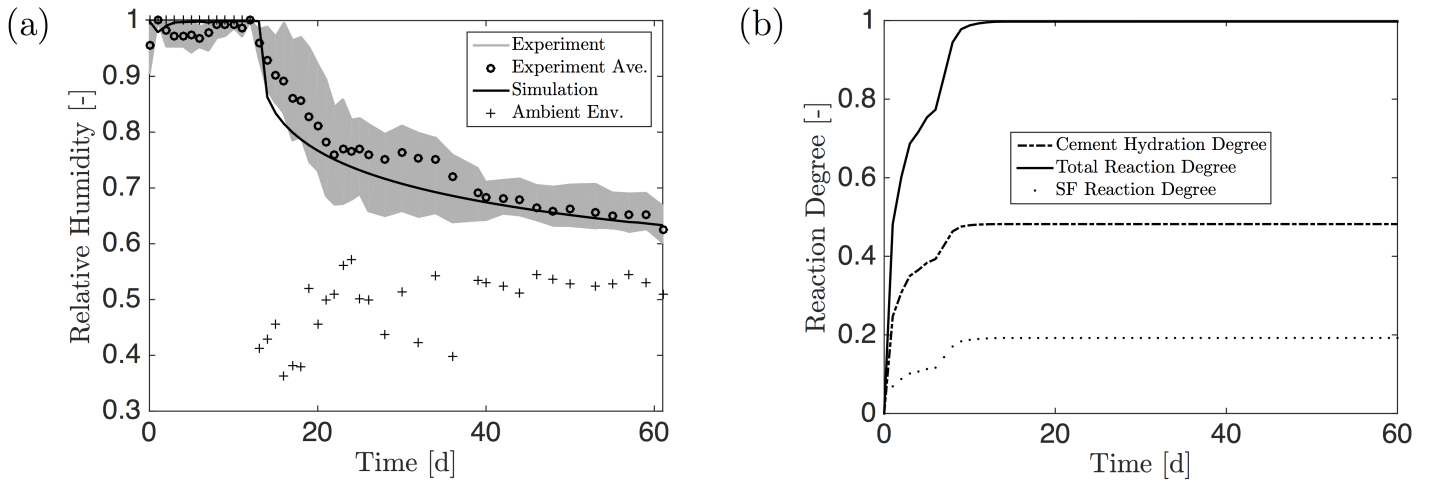 (a)
Relative Humidity [-]
1
0.9
0.8
0.7
0.6
0.5
0.4
0.3
0
20
40
60
Time [d]
Experiment
Experiment Ave.
Simulation
Ambient Env.
(b)
Reaction Degree [-]
1
0.8
0.6
0.4
0.2
0
0
20
40
60
Time [d]
Cement Hydration Degree
Total Reaction Degree
SF Reaction Degree